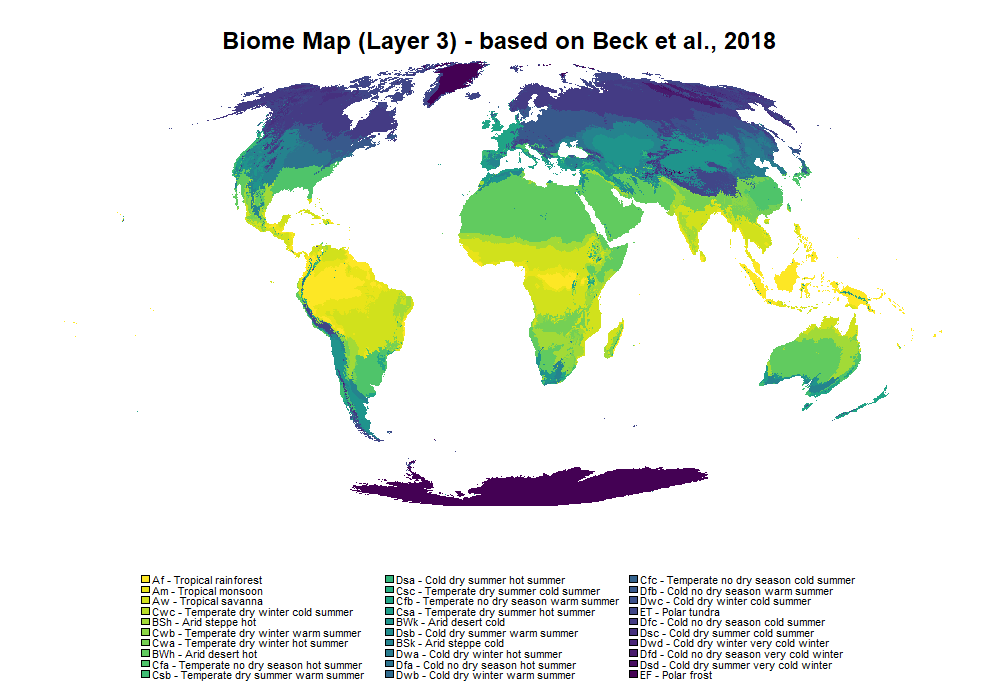 Biome Map (Layer 3) - based on Beck et al., 2018
Af - Tropical rainforest
Am - Tropical monsoon
Aw - Tropical savanna
Cwc - Temperate dry winter cold summer
BSh - Arid steppe hot
Cwb - Temperate dry winter warm summer
Cwa - Temperate dry winter hot summer
BWh - Arid desert hot
Cfa - Temperate no dry season hot summer
Csb - Temperate dry summer warm summer
Dsa - Cold dry summer hot summer
Csc - Temperate dry summer cold summer
Cfb - Temperate no dry season warm summer
Csa - Temperate dry summer hot summer
BWk - Arid desert cold
Dsb - Cold dry summer warm summer
BSk - Arid steppe cold
Dwa - Cold dry winter hot summer
Dfa - Cold no dry season hot summer
Dwb - Cold dry winter warm summer
Cfc - Temperate no dry season cold summer
Dfb - Cold no dry season warm summer
Dwc - Cold dry winter cold summer
ET - Polar tundra
Dfc - Cold no dry season cold summer
Dsc - Cold dry summer cold summer
Dwd - Cold dry winter very cold winter
Dfd - Cold no dry season very cold winter
Dsd - Cold dry summer very cold winter
EF - Polar frost